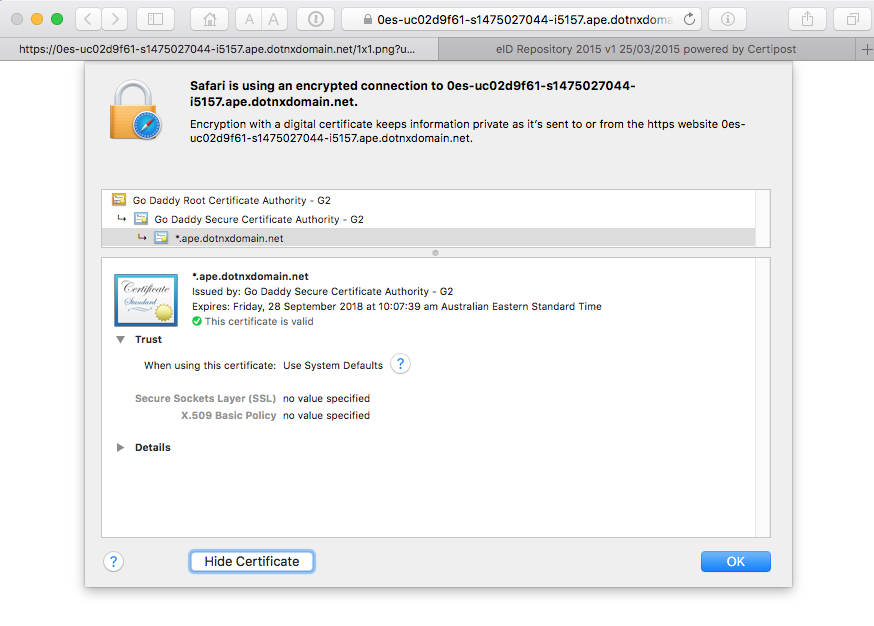 0es-uc02d9f61-s1475027044-i5157.ape.dotnxdoma
https://0es-uc02d9f61-s1475027044-i5157.ape.dotnxdomain.net/1x1.png?u...
eID Repository 2015 v1 25/03/2015 powered by Certipost
Safari is using an encrypted connection to 0es-uc02d9f61-s1475027044-
i5157.ape.dotnxdomain.net.
Encryption with a digital certificate keeps information private as it's sent to or from the https website 0es-
uc02d9f61-s1475027044-i5157.ape.dotnxdomain.net.
Go Daddy Root Certificate Authority - G2
Go Daddy Secure Certificate Authority - G2
*.ape.dotnxdomain.net
Certificate
Standard
*.ape.dotnxdomain.net
Issued by: Go Daddy Secure Certificate Authority - G2
Expires: Friday, 28 September 2018 at 10:07:39 am Australian Eastern Standard Time
This certificate is valid
Trust
When using this certificate: Use System Defaults ?
Secure Sockets Layer (SSL) no value specified
X.509 Basic Policy no value specified
Details
? Hide Certificate OK